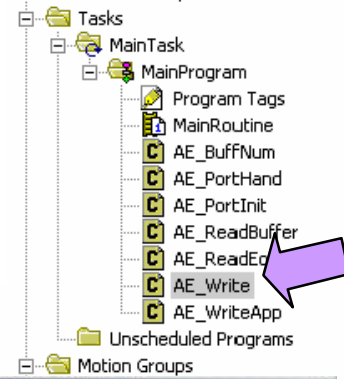 Tasks
MainTask
MainProgram
Program Tags
MainRoutine
AE_BuffNum
AE_PortHand
AE_PortInit
AE_ReadBuffer
AE_Write
AE_WriteApp
Unscheduled Programs
Motion Groups